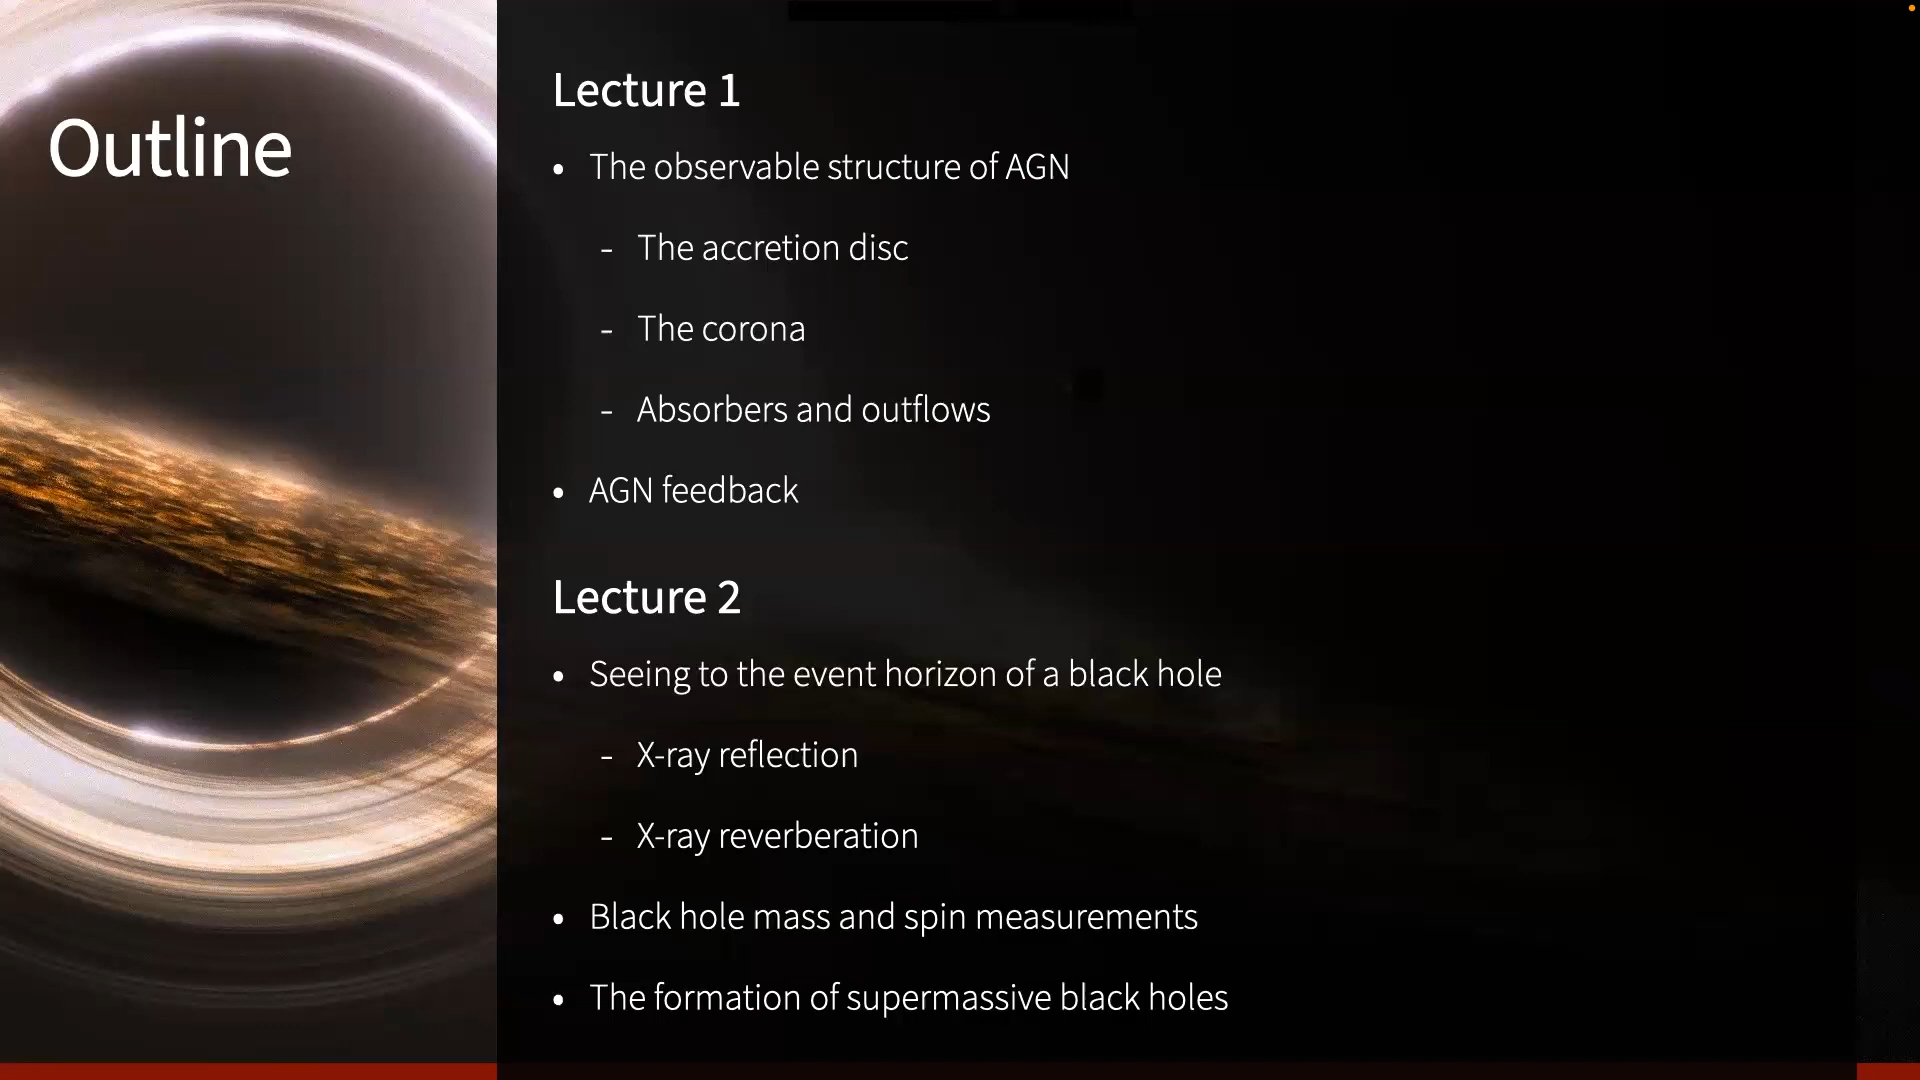 Outline
Lecture 1
• The observable structure of AGN
- The accretion disc
- The corona
- Absorbers and outflows
• AGN feedback
Lecture 2
• Seeing to the event horizon of a black hole
- X-ray reflection
- X-ray reverberation
• Black hole mass and spin measurements
• The formation of supermassive black holes